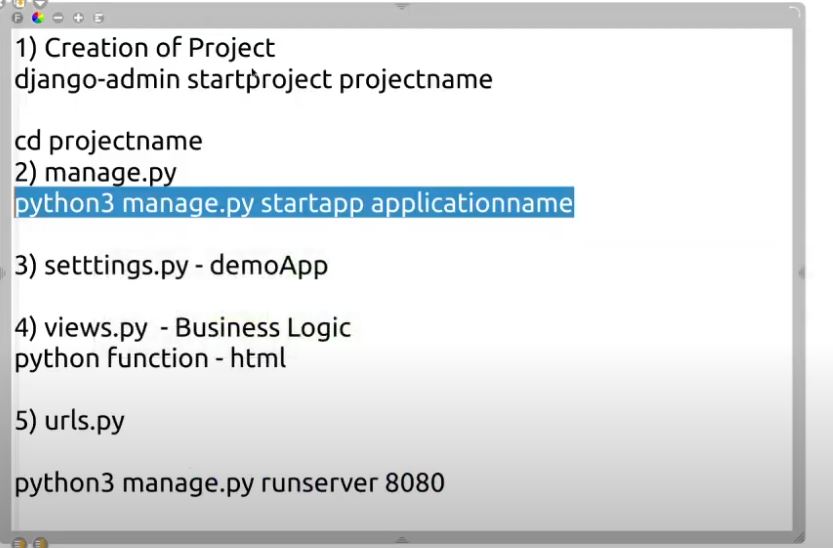 1) Creation of Project
django-admin startproject projectname
cd projectname
2) manage.py
python3 manage.py startapp applicationname
3) setttings.py - demoApp
4) views.py - Business Logic
python function - html
5) urls.py
python3 manage.py runserver 8080